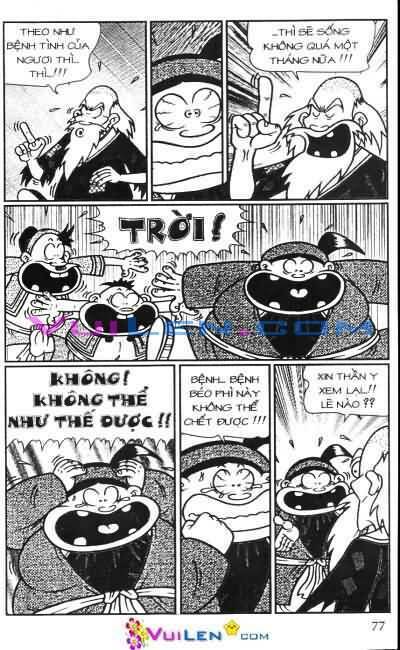 THEO NHƯ
BỆNH TÌNH CỦA
NGƯƠI THÌ...
THÌ...!!!
...THÌ SẼ SỐNG
KHÔNG QUÁ MỘT
THÁNG NỮA !!!
TRỜI!
VUILEN.COM
KHÔNG!
KHÔNG THỂ
NHƯ THẾ ĐƯỢC!!
BỆNH... BỆNH
BÉO PHÌ NÀY
KHÔNG THỂ
CHẾT ĐƯỢC !!!
XIN THẦN Y
XEM LẠI..!!
LẼ NÀO ??
77
VUILEN COM